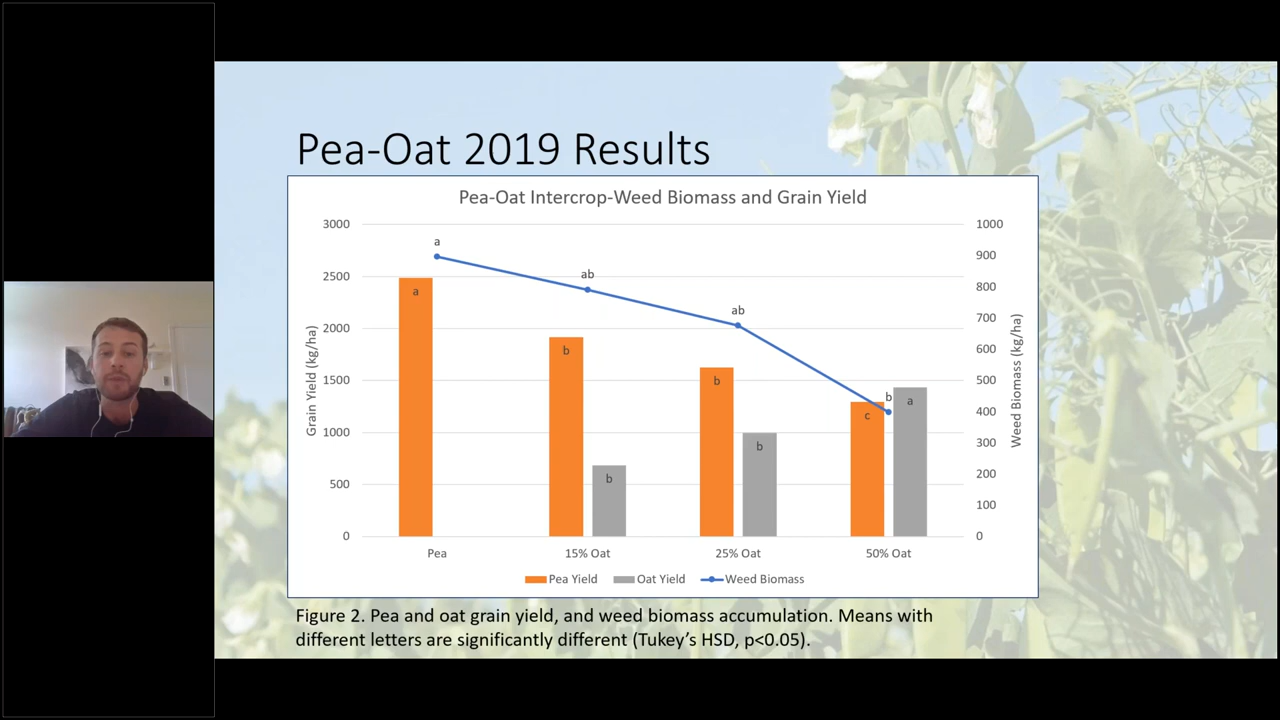 Pea-Oat 2019 Results
Pea-Oat Intercrop-Weed Biomass and Grain Yield
3000
2500
2000
1500
1000
500
0
Grain Yield (kg/ha)
a
ab
ab
b
a
b
b
c
b
b
a
1000
900
800
700
600
500
400
300
200
100
0
Weed Biomass (kg/ha)
Pea
15% Oat
25% Oat
50% Oat
Pea Yield
Oat Yield
Weed Biomass
Figure 2. Pea and oat grain yield, and weed biomass accumulation. Means with
different letters are significantly different (Tukey’s HSD, p<0.05).